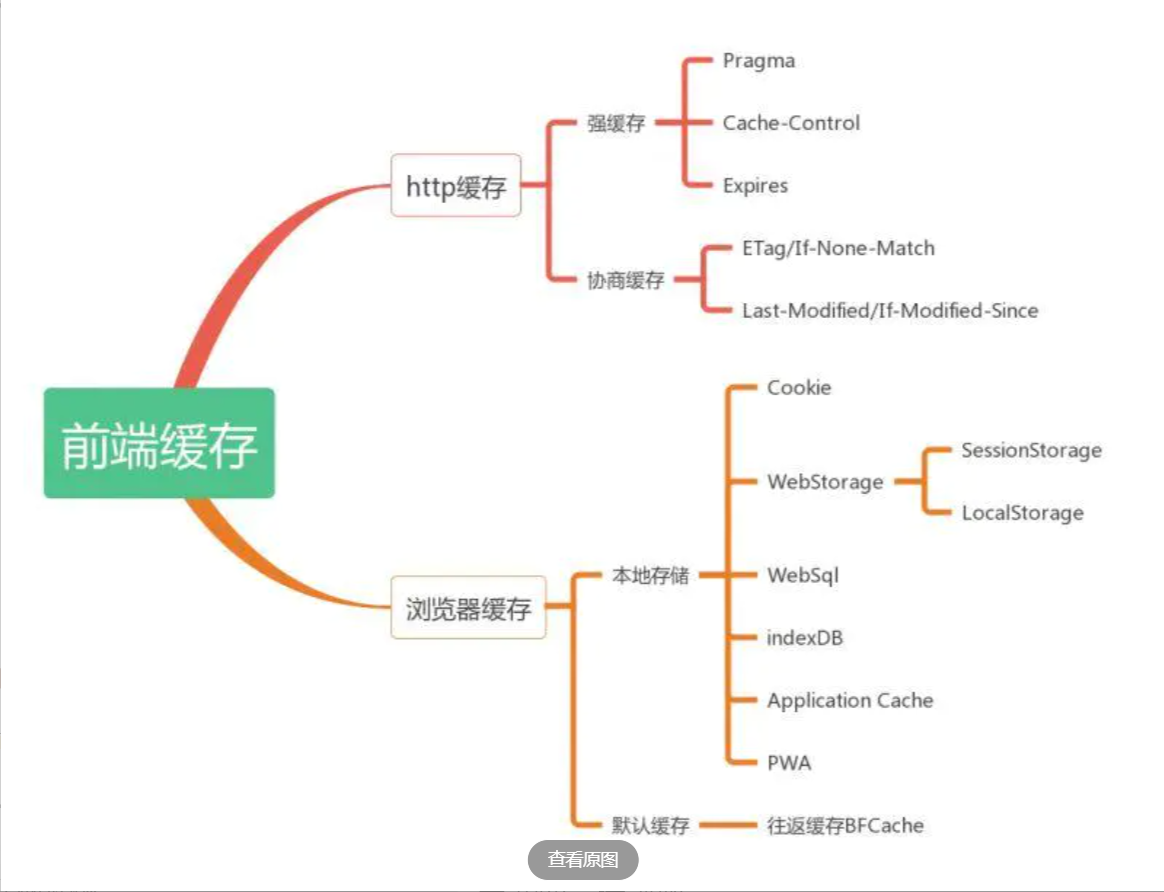 前端缓存
http缓存
强缓存
Pragma
Cache-Control
Expires
协商缓存
ETag/If-None-Match
Last-Modified/If-Modified-Since
浏览器缓存
本地存储
Cookie
WebStorage
SessionStorage
LocalStorage
WebSql
indexDB
Application Cache
PWA
默认缓存
往返缓存BFCache
查看原图